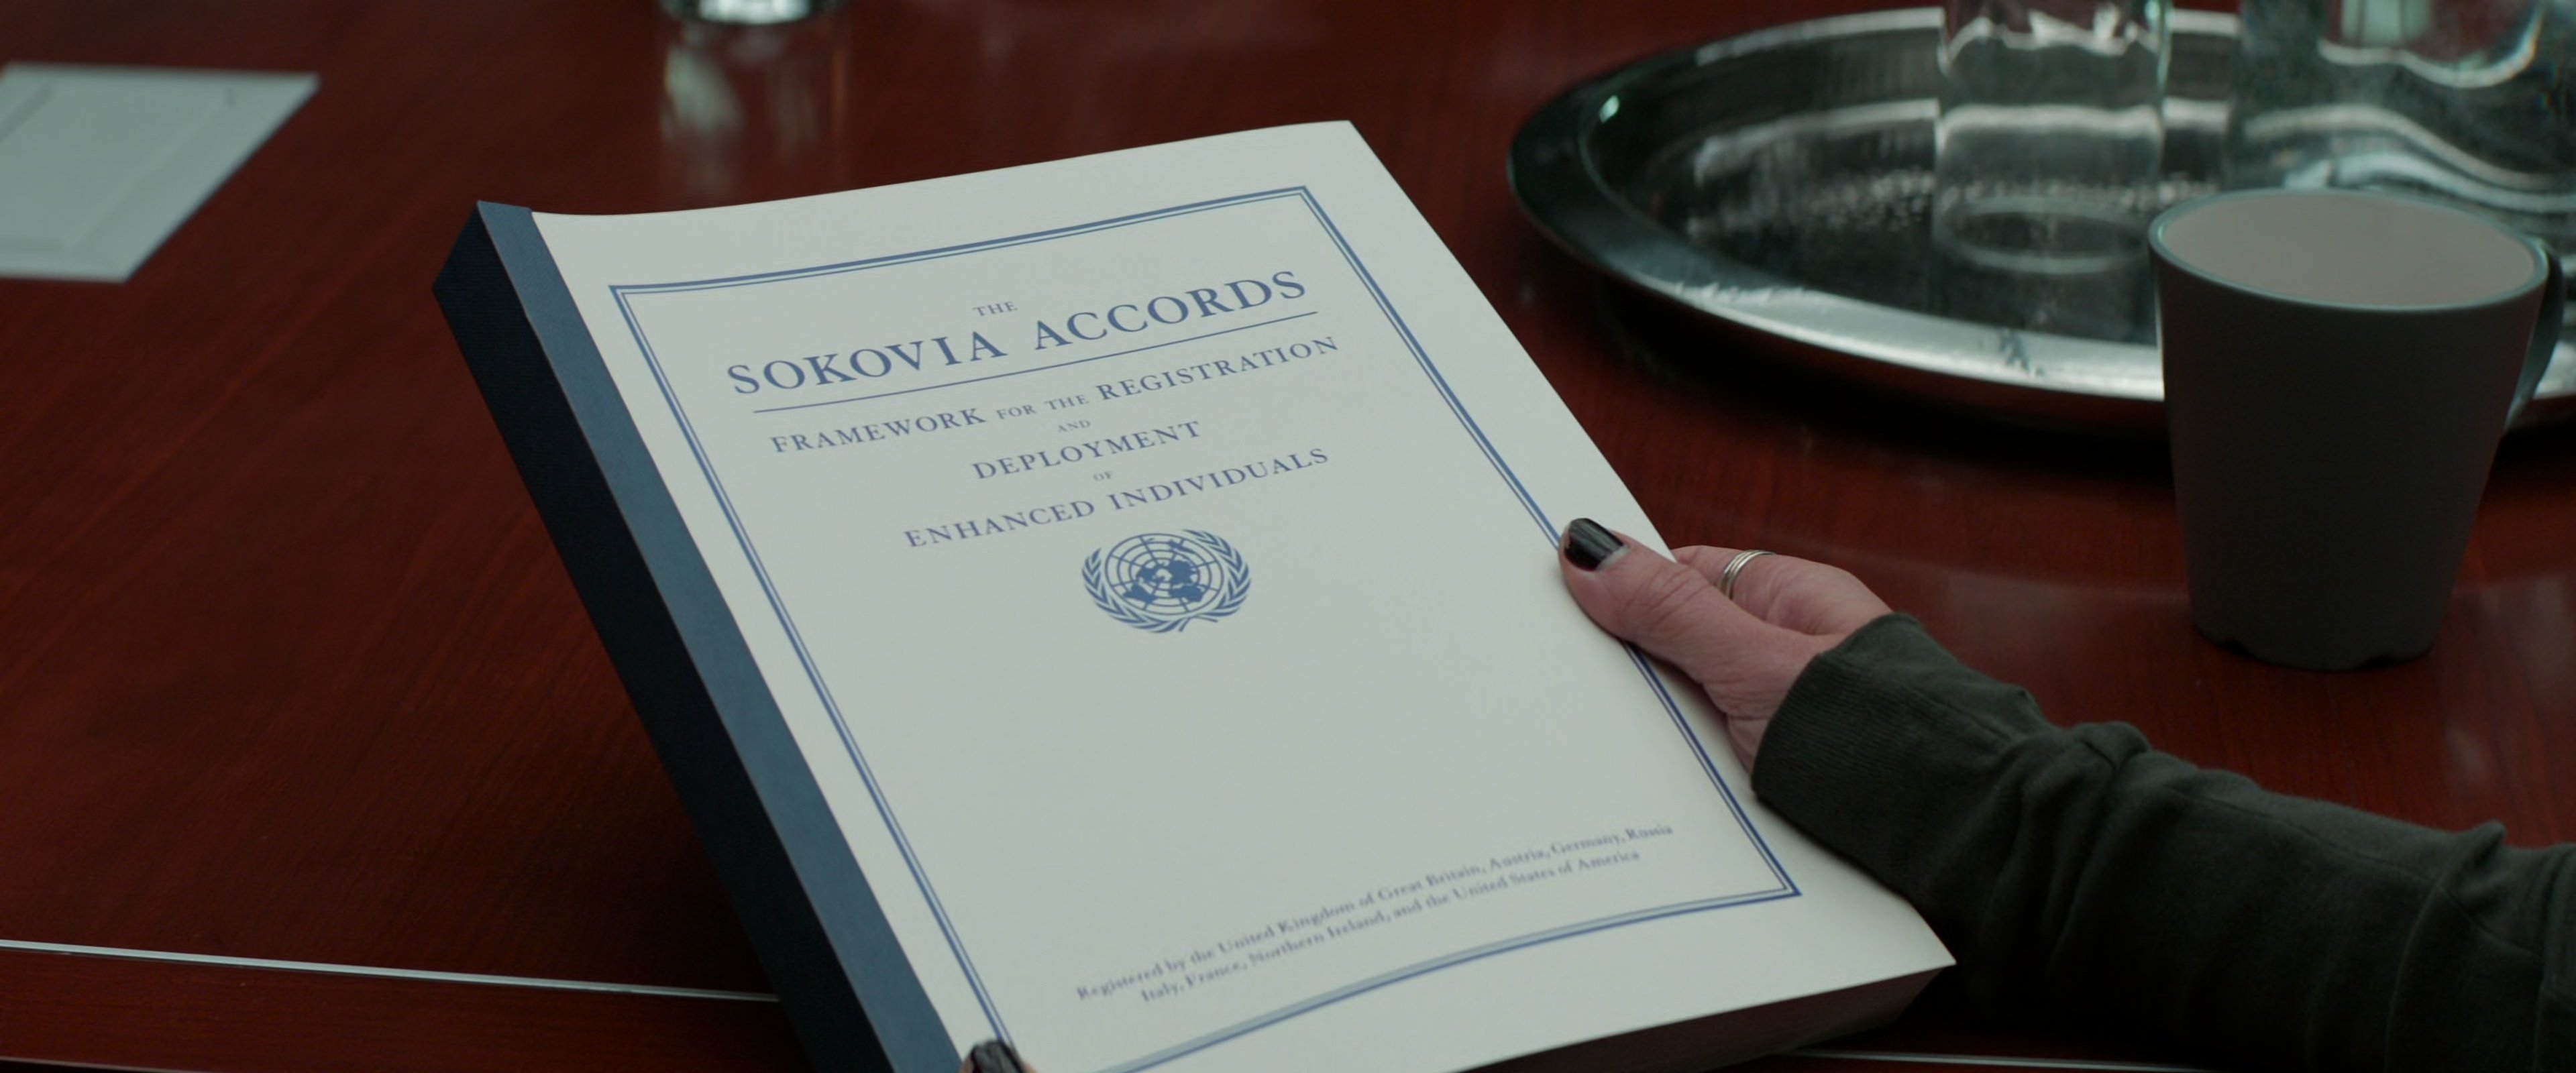 THE
SOKOVIA ACCORDS
FRAMEWORK FOR THE REGISTRATION
AND
DEPLOYMENT
OF
ENHANCED INDIVIDUALS
Registered by the United Kingdom of Great Britain, Austria, Germany, Russia
Italy, France, Northern Ireland, and the United States of America